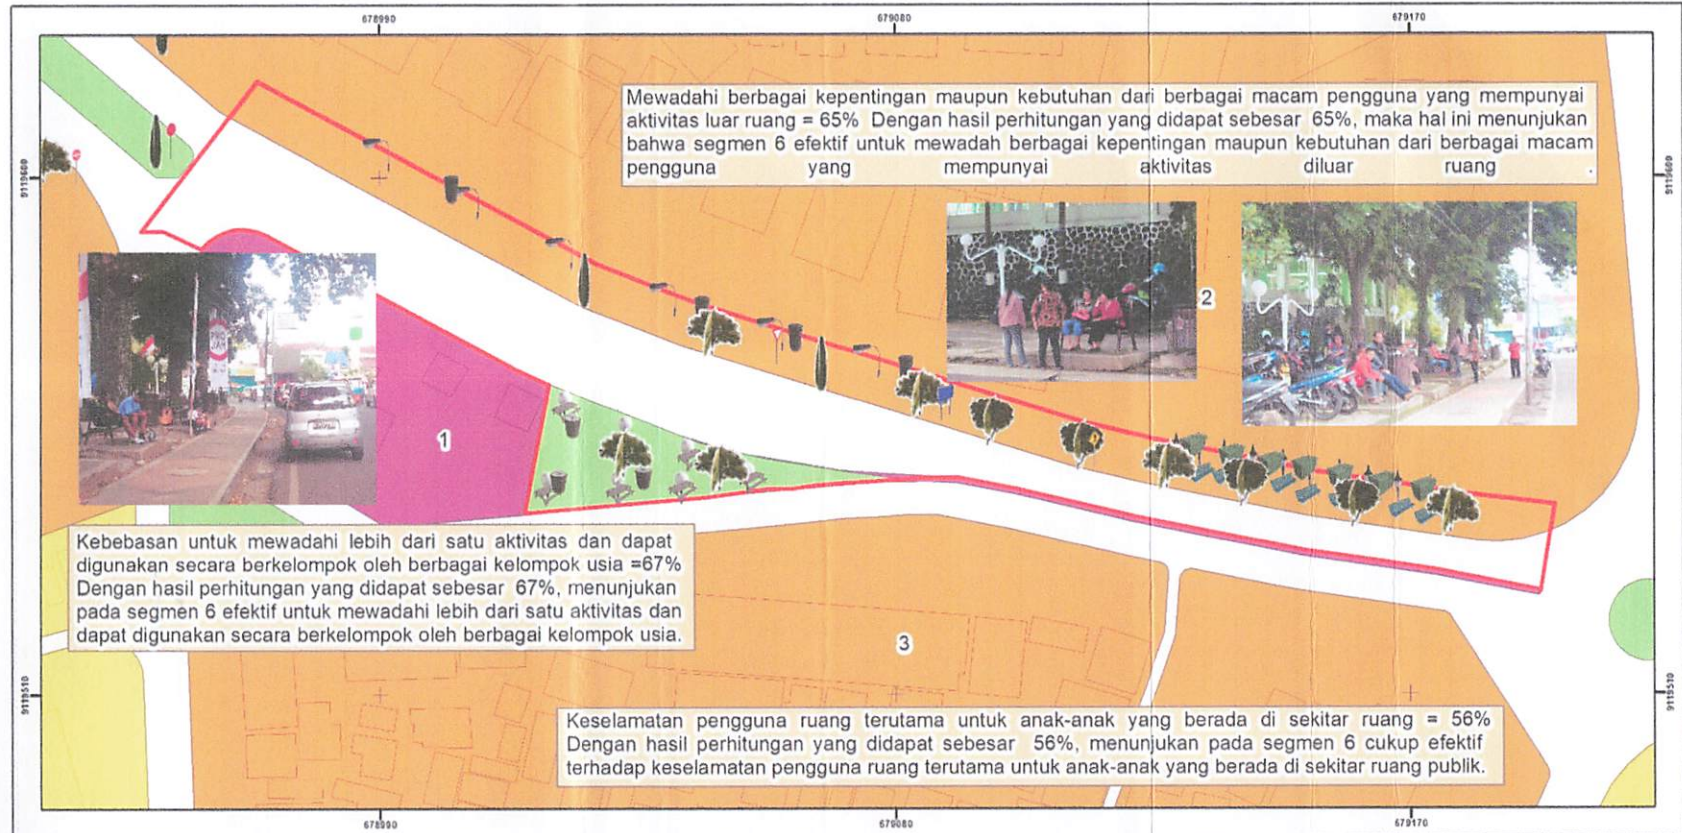 678990
679080
679170
9119600
9119600
Mewadahi berbagai kepentingan maupun kebutuhan dari berbagai macam pengguna yang mempunyai
aktivitas luar ruang = 65% Dengan hasil perhitungan yang didapat sebesar 65%, maka hal ini menunjukan
bahwa segmen 6 efektif untuk mewadah berbagai kepentingan maupun kebutuhan dari berbagai macam
pengguna yang mempunyai aktivitas diluar ruang .
2
1
Kebebasan untuk mewadahi lebih dari satu aktivitas dan dapat
digunakan secara berkelompok oleh berbagai kelompok usia =67%
Dengan hasil perhitungan yang didapat sebesar 67%, menunjukan
pada segmen 6 efektif untuk mewadahi lebih dari satu aktivitas dan
dapat digunakan secara berkelompok oleh berbagai kelompok usia.
3
9119510
9119510
Keselamatan pengguna ruang terutama untuk anak-anak yang berada di sekitar ruang = 56%
Dengan hasil perhitungan yang didapat sebesar 56%, menunjukan pada segmen 6 cukup efektif
terhadap keselamatan pengguna ruang terutama untuk anak-anak yang berada di sekitar ruang publik.
678990
679080
679170